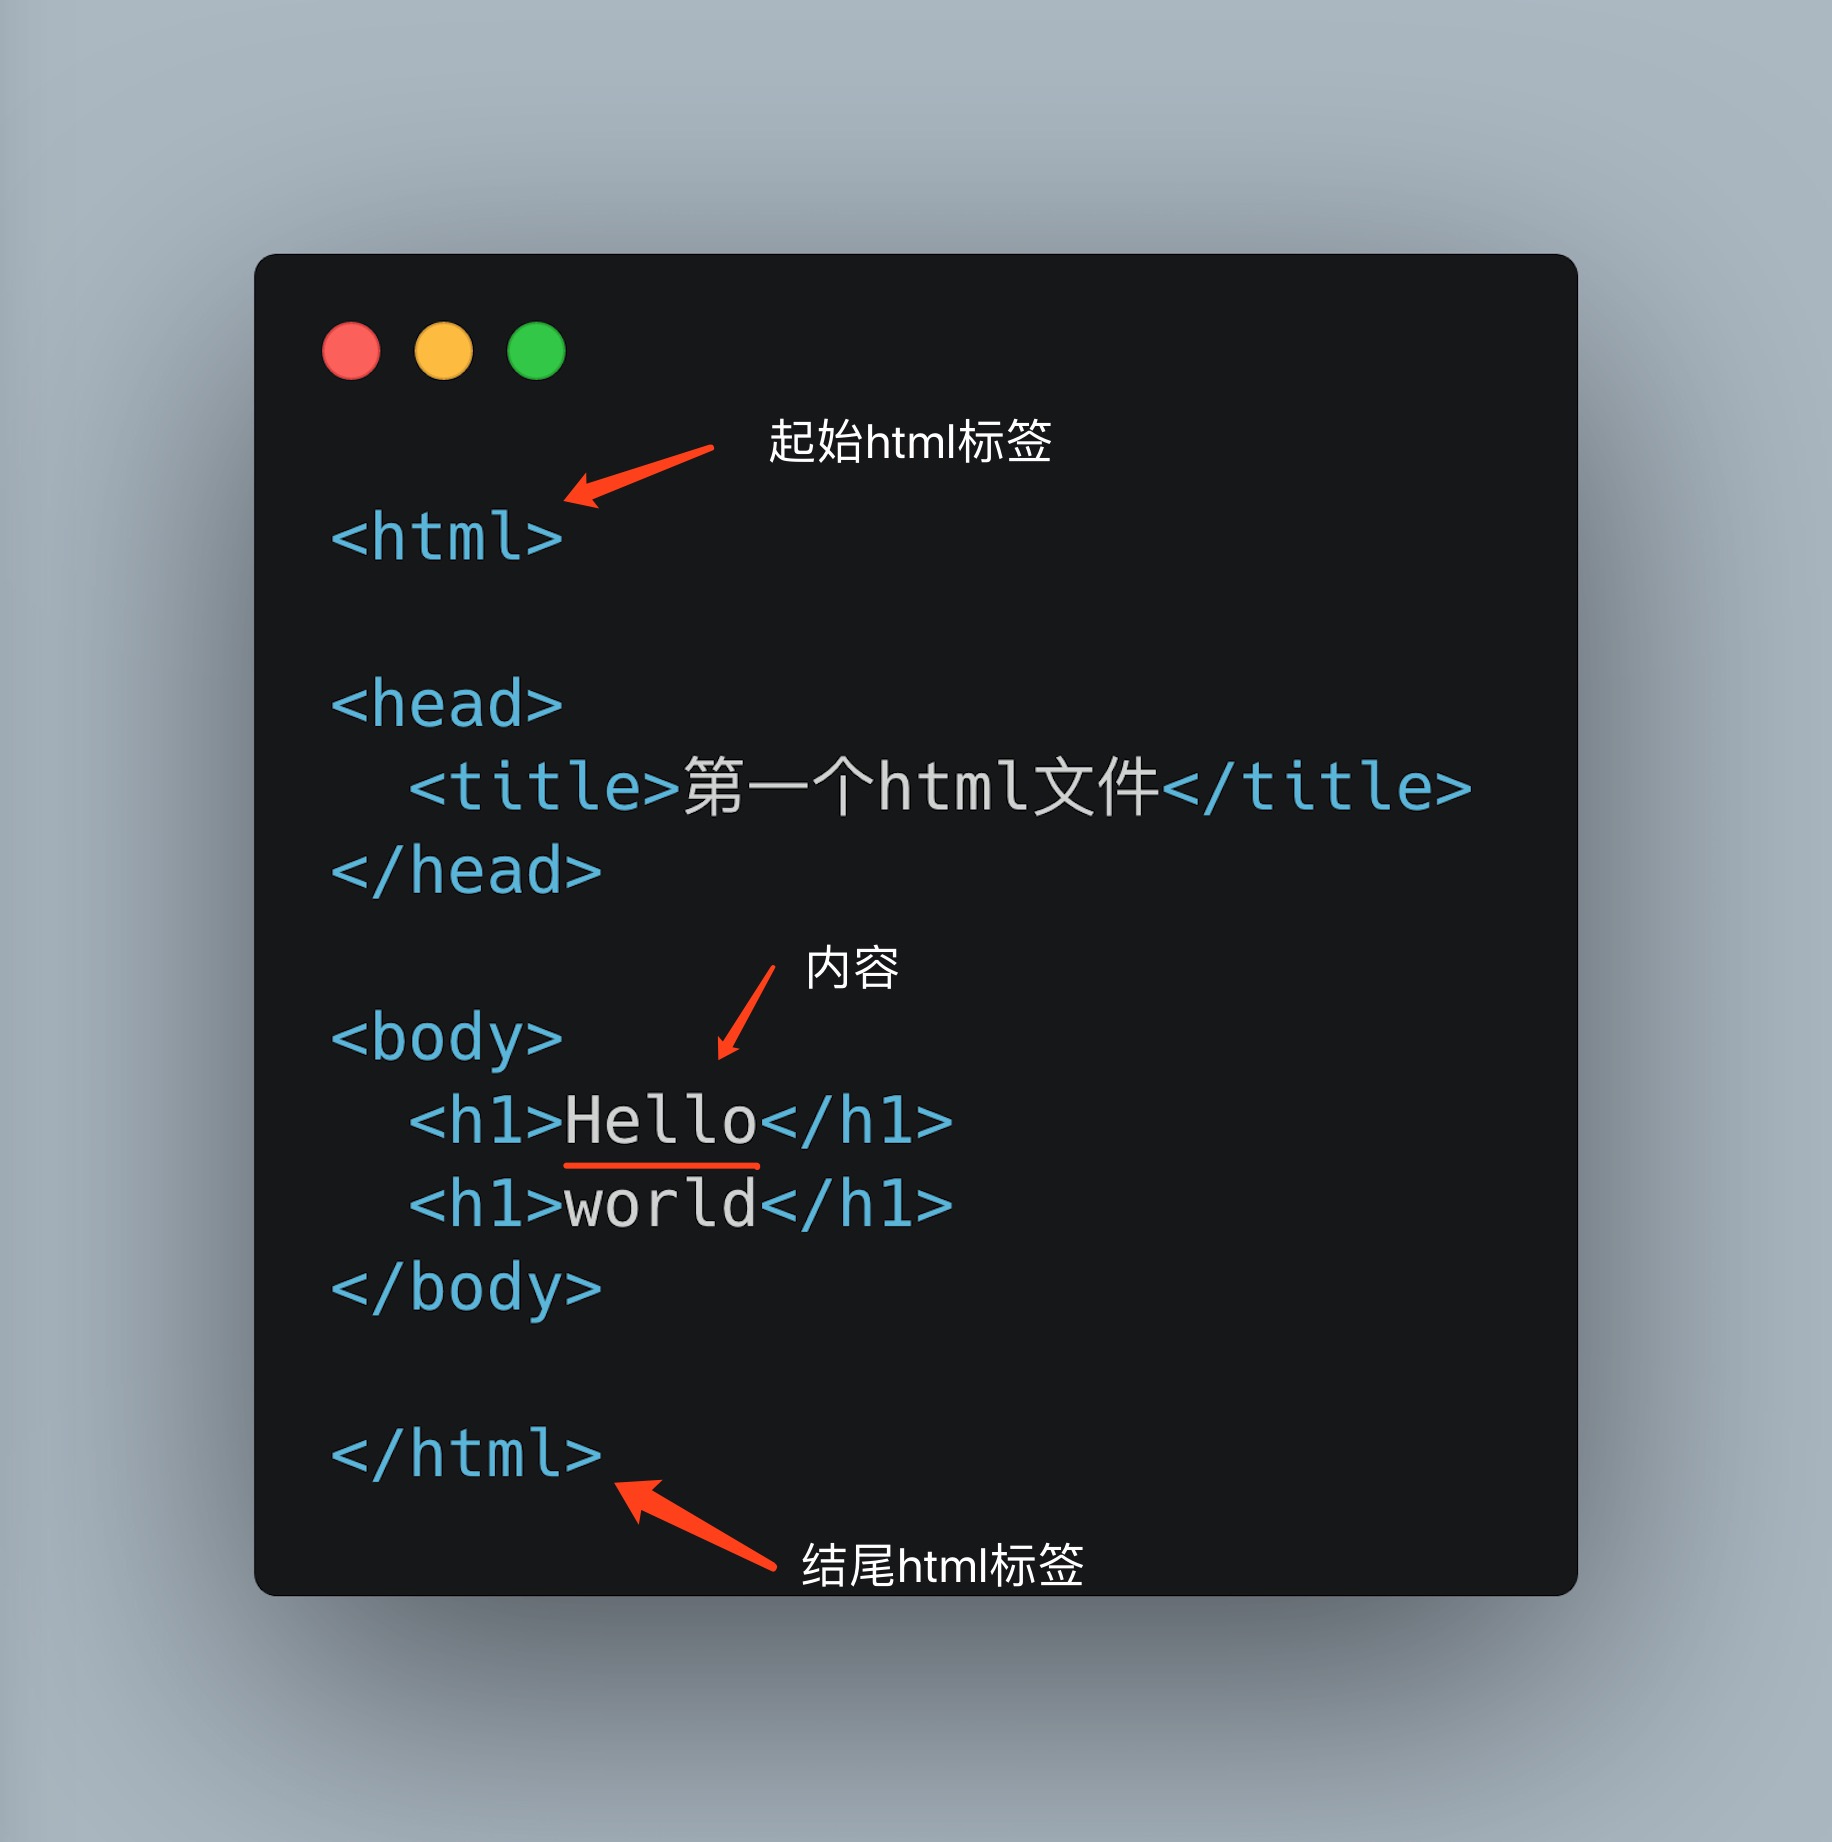 起始html标签
<html>
<head>
<title>第一个html文件</title>
</head>
内容
<body>
<h1>Hello</h1>
<h1>world</h1>
</body>
</html>
结尾html标签